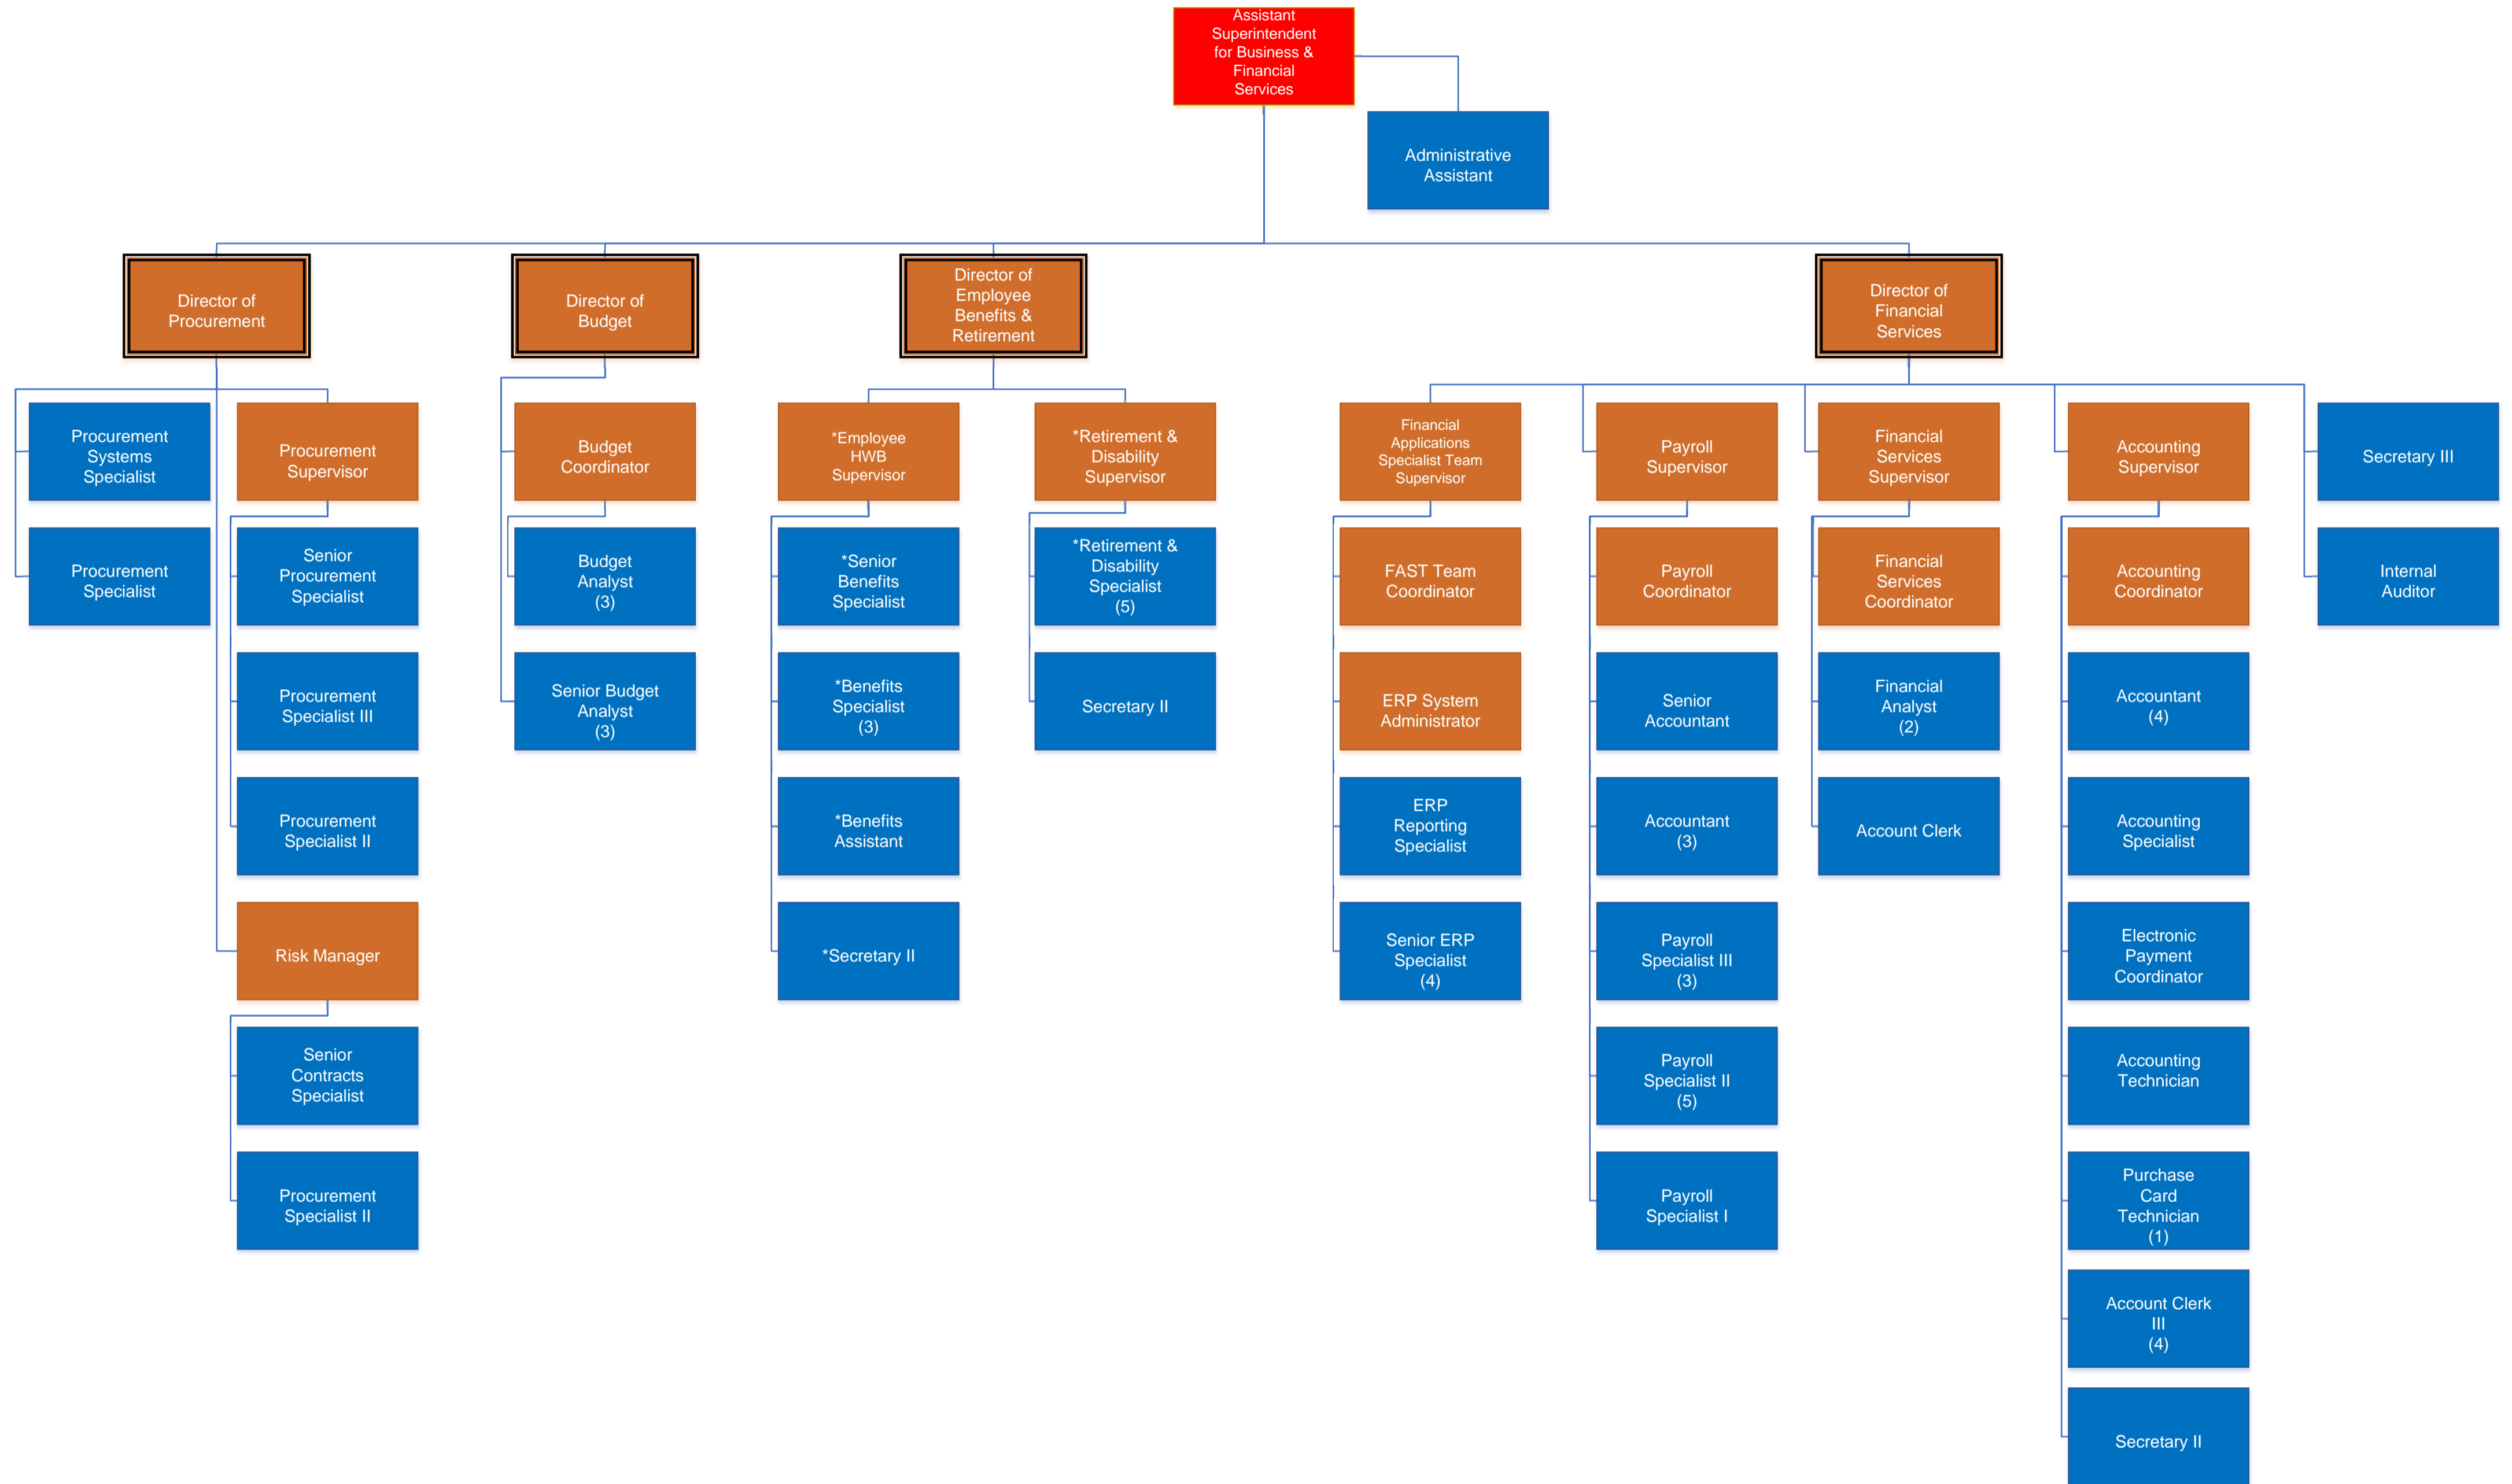 Assistant
Superintendent
for Business &
Financial
Services
Administrative
Assistant
Director of
Procurement
Director of
Budget
Director of
Employee
Benefits &
Retirement
Director of
Financial
Services
Procurement
Systems
Specialist
Procurement
Supervisor
Budget
Coordinator
*Employee
HWB
Supervisor
*Retirement &
Disability
Supervisor
Financial
Applications
Specialist Team
Supervisor
Payroll
Supervisor
Financial
Services
Supervisor
Accounting
Supervisor
Secretary III
Procurement
Specialist
Senior
Procurement
Specialist
Budget
Analyst
(3)
*Senior
Benefits
Specialist
*Retirement &
Disability
Specialist
(5)
FAST Team
Coordinator
Payroll
Coordinator
Financial
Services
Coordinator
Accounting
Coordinator
Internal
Auditor
Procurement
Specialist III
Senior Budget
Analyst
(3)
*Benefits
Specialist
(3)
Secretary II
ERP System
Administrator
Senior
Accountant
Financial
Analyst
(2)
Accountant
(4)
Procurement
Specialist II
*Benefits
Assistant
ERP
Reporting
Specialist
Accountant
(3)
Account Clerk
Accounting
Specialist
Risk Manager
*Secretary II
Senior ERP
Specialist
(4)
Payroll
Specialist III
(3)
Electronic
Payment
Coordinator
Senior
Contracts
Specialist
Payroll
Specialist II
(5)
Accounting
Technician
Procurement
Specialist II
Payroll
Specialist I
Purchase
Card
Technician
(1)
Account Clerk
III
(4)
Secretary II